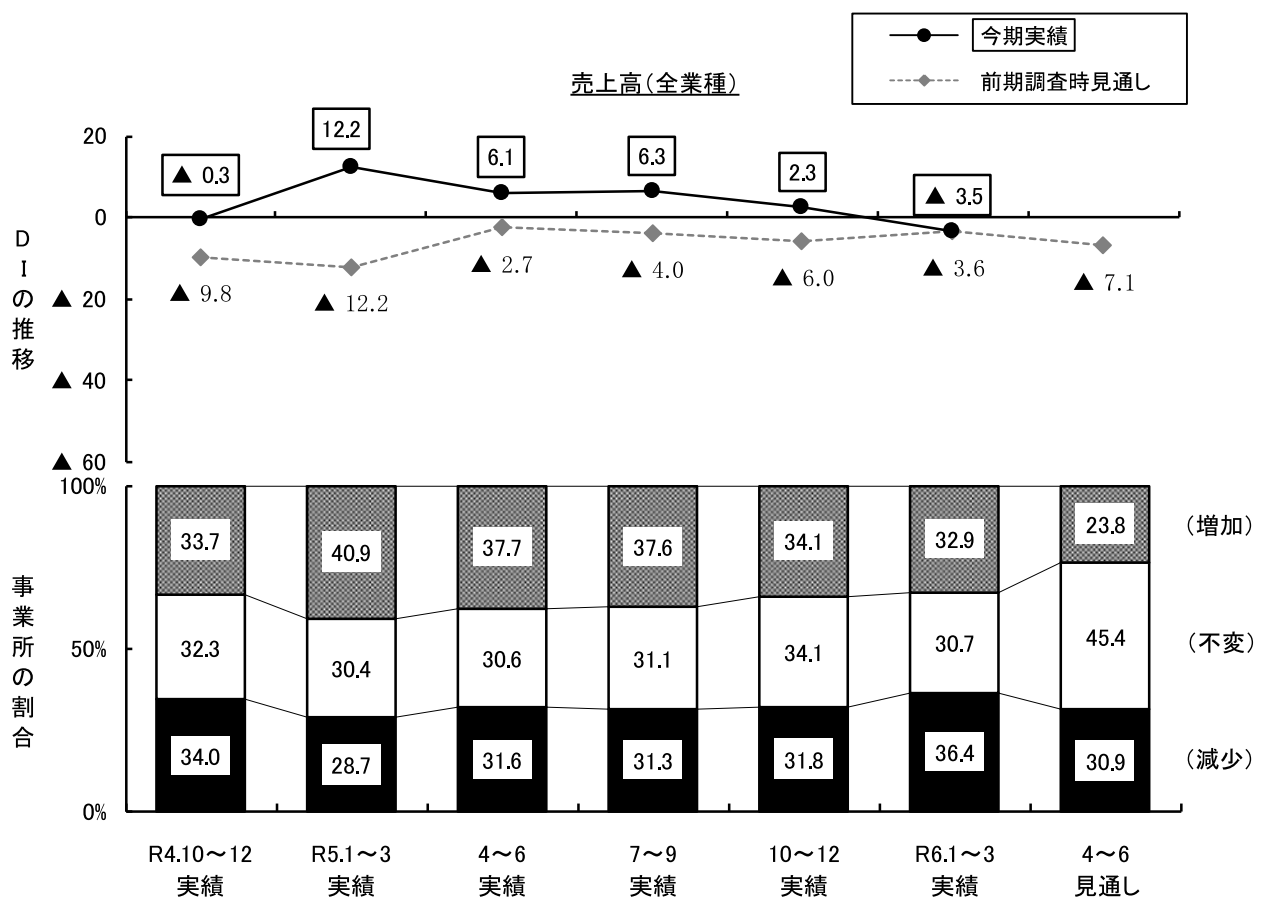 今期実績
前期調査時見通し
売上高(全業種)
DIの推移
20
0
▲ 20
▲ 40
▲ 60
▲ 0.3
12.2
6.1
6.3
2.3
▲ 3.5
▲ 9.8
▲ 12.2
▲ 2.7
▲ 4.0
▲ 6.0
▲ 3.6
▲ 7.1
事業所の割合
100%
50%
0%
33.7
40.9
37.7
37.6
34.1
32.9
23.8
(増加)
32.3
30.4
30.6
31.1
34.1
30.7
45.4
(不変)
34.0
28.7
31.6
31.3
31.8
36.4
30.9
(減少)
R4.10～12
実績
R5.1～3
実績
4～6
実績
7～9
実績
10～12
実績
R6.1～3
実績
4～6
見通し